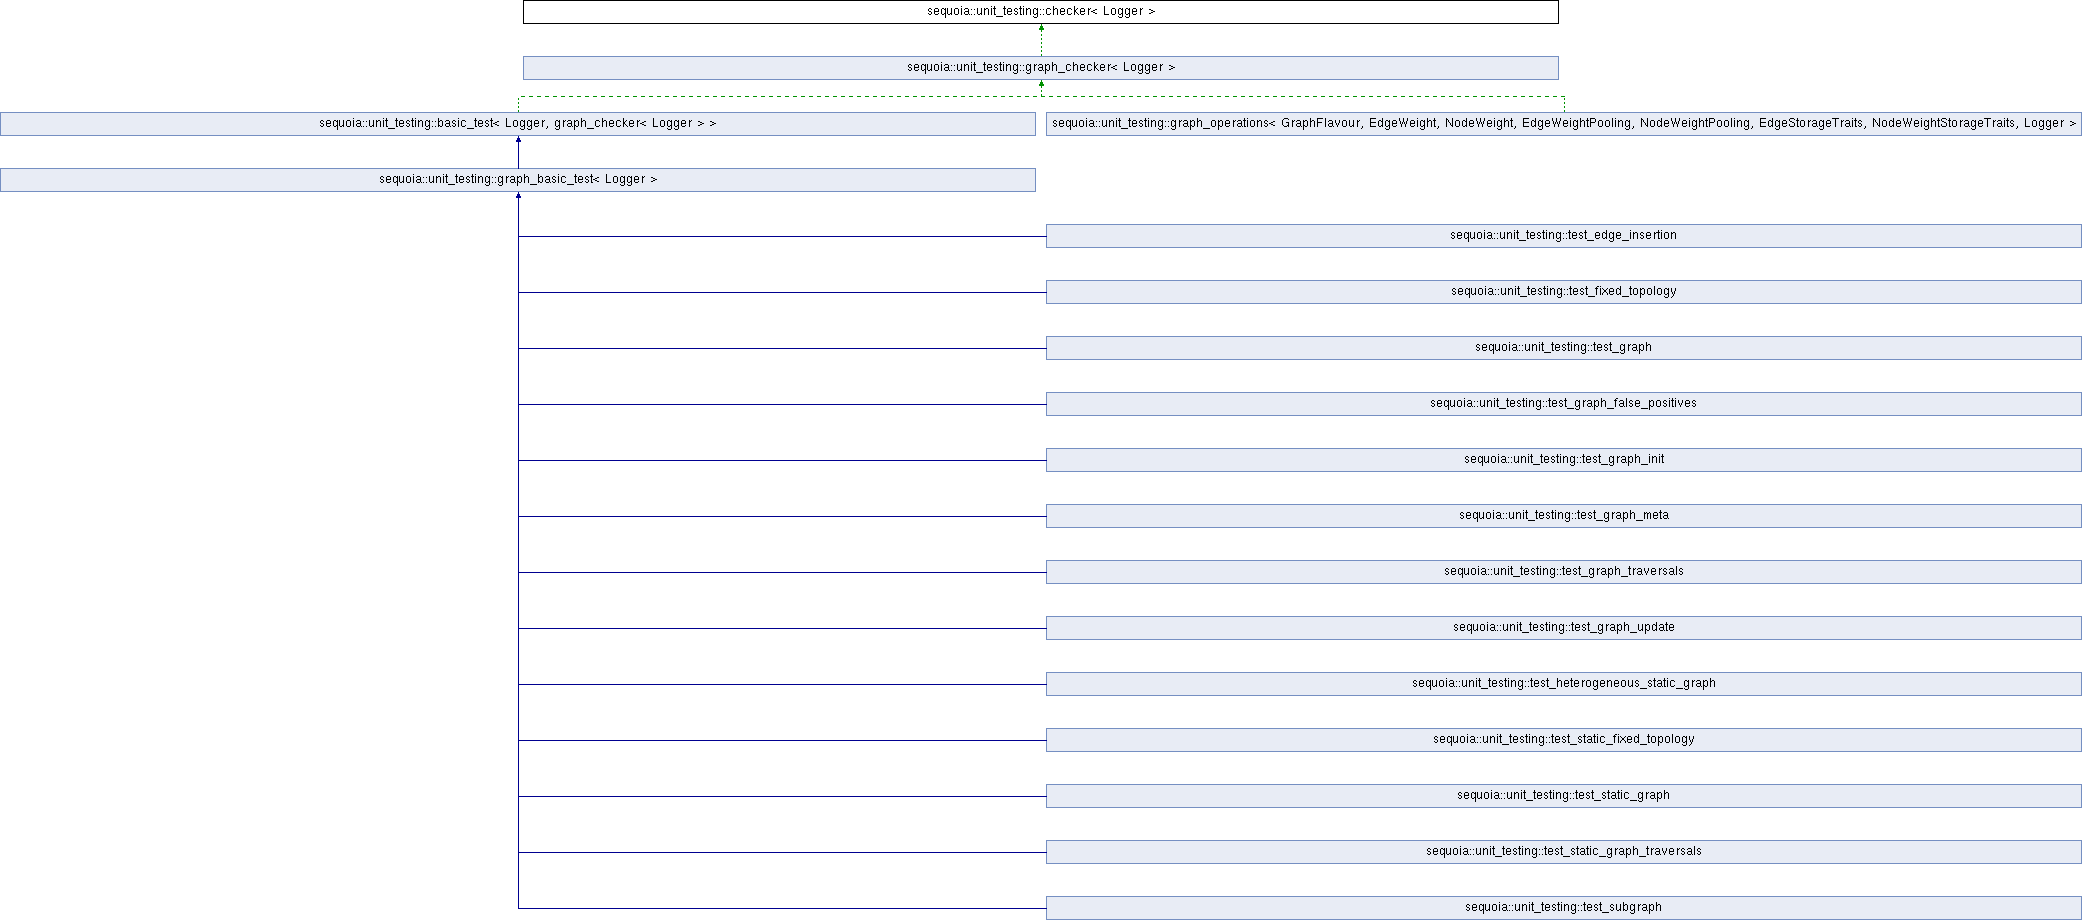 sequoia::unit_testing::checker< Logger >
sequoia::unit_testing::graph_checker< Logger >
sequoia::unit_testing::basic_test< Logger, graph_checker< Logger > >
sequoia::unit_testing::graph_operations< GraphFlavour, EdgeWeight, NodeWeight, EdgeWeightPooling, NodeWeightPooling, EdgeStorageTraits, NodeWeightStorageTraits, Logger >
sequoia::unit_testing::graph_basic_test< Logger >
sequoia::unit_testing::test_edge_insertion
sequoia::unit_testing::test_fixed_topology
sequoia::unit_testing::test_graph
sequoia::unit_testing::test_graph_false_positives
sequoia::unit_testing::test_graph_init
sequoia::unit_testing::test_graph_meta
sequoia::unit_testing::test_graph_traversals
sequoia::unit_testing::test_graph_update
sequoia::unit_testing::test_heterogeneous_static_graph
sequoia::unit_testing::test_static_fixed_topology
sequoia::unit_testing::test_static_graph
sequoia::unit_testing::test_static_graph_traversals
sequoia::unit_testing::test_subgraph